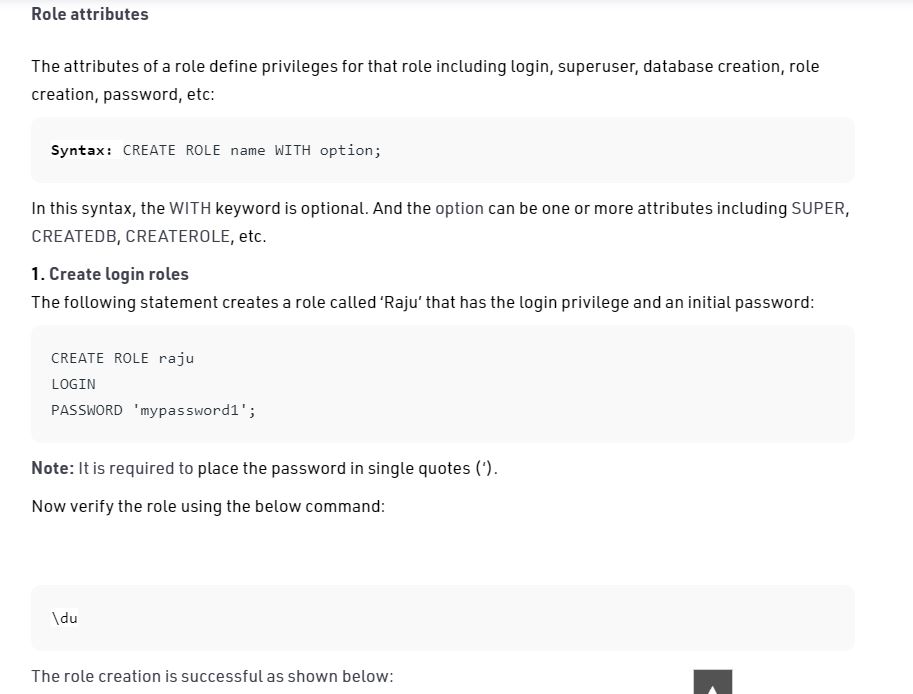 Role attributes
The attributes of a role define privileges for that role including login, superuser, database creation, role
creation, password, etc:
Syntax: CREATE ROLE name WITH option;
In this syntax, the WITH keyword is optional. And the option can be one or more attributes including SUPER,
CREATEDB, CREATEROLE, etc.
1. Create login roles
The following statement creates a role called ‘Raju’ that has the login privilege and an initial password:
CREATE ROLE raju
LOGIN
PASSWORD 'mypassword1';
Note: It is required to place the password in single quotes (‘).
Now verify the role using the below command:
\du
The role creation is successful as shown below: